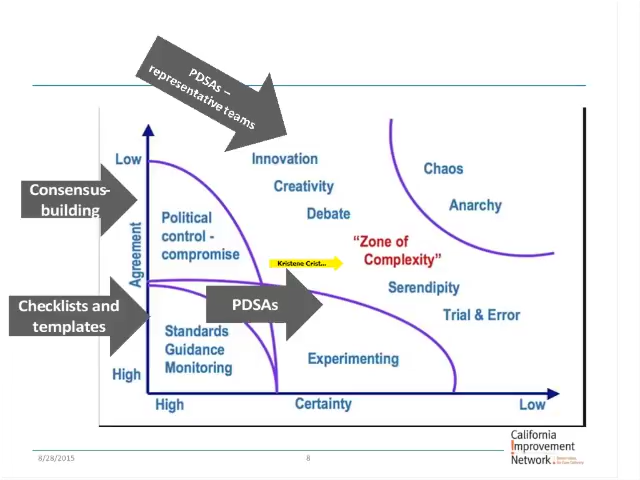 PDSAs –
representative teams
Low
Innovation
Chaos
Creativity
Consensus-
building
Anarchy
Debate
Political
control -
compromise
"Zone of
Complexity"
Kristene Crist...
Agreement
Serendipity
Checklists and
templates
PDSAs
Trial & Error
Standards
Guidance
Monitoring
Experimenting
High
High
Certainty
Low
8/28/2015
8
California
Improvement
Network